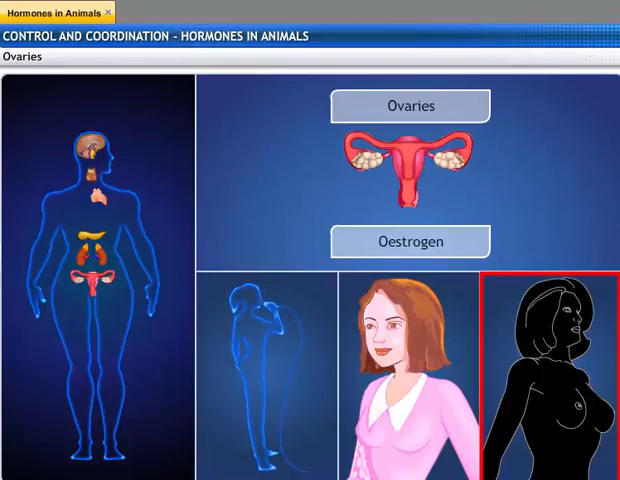 Hormones in Animals
CONTROL AND COORDINATION - HORMONES IN ANIMALS
Ovaries
Ovaries
Oestrogen